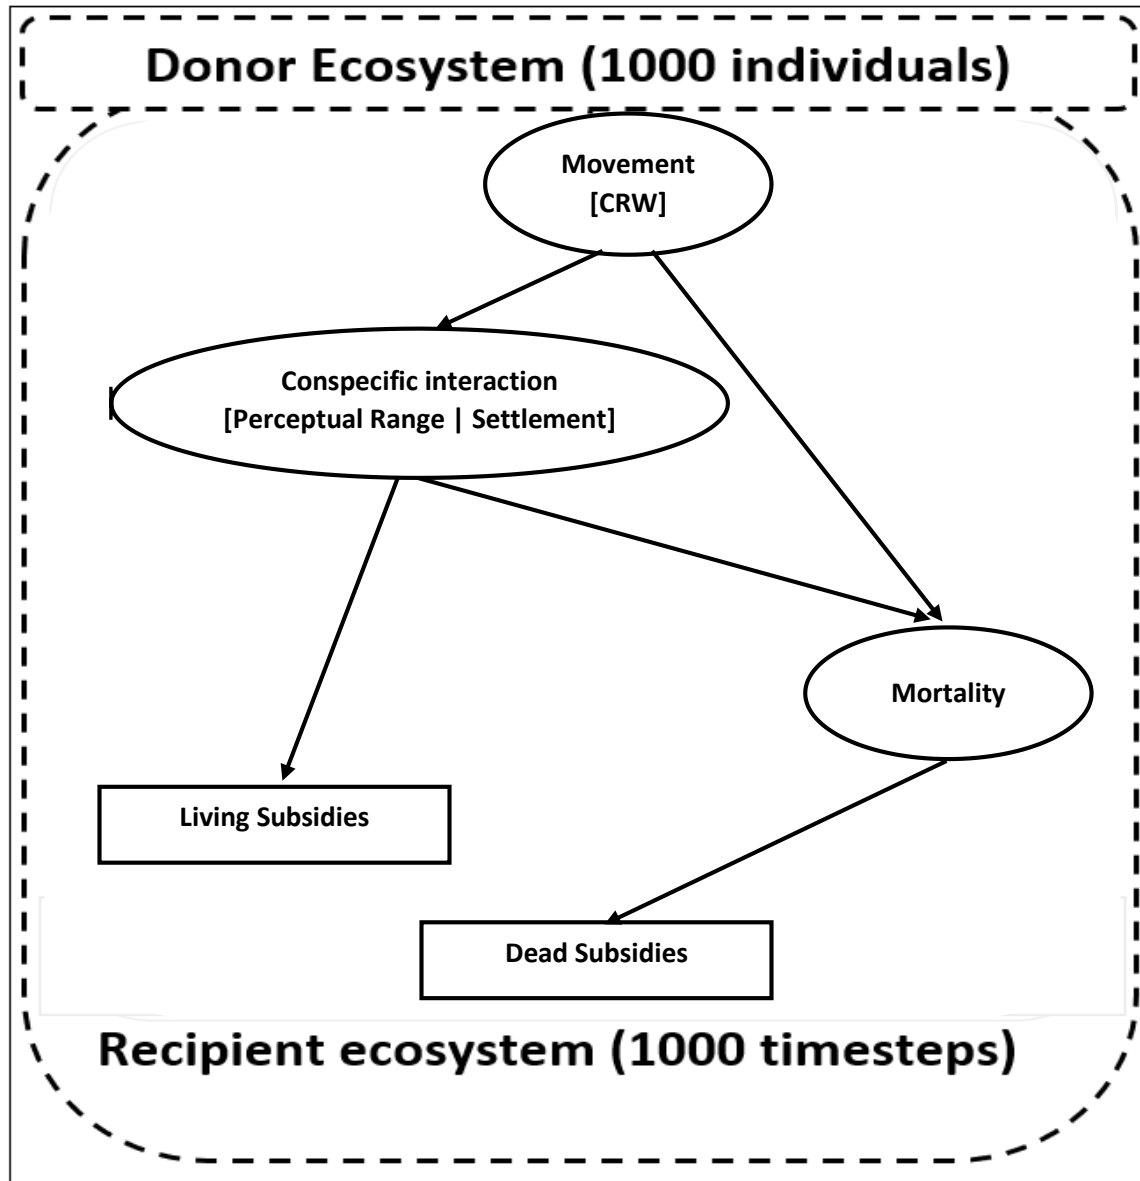 Donor Ecosystem (1000 individuals)
Movement
[CRW]
Conspecific interaction
[Perceptual Range | Settlement]
Mortality
Living Subsidies
Dead Subsidies
Recipient ecosystem (1000 timesteps)